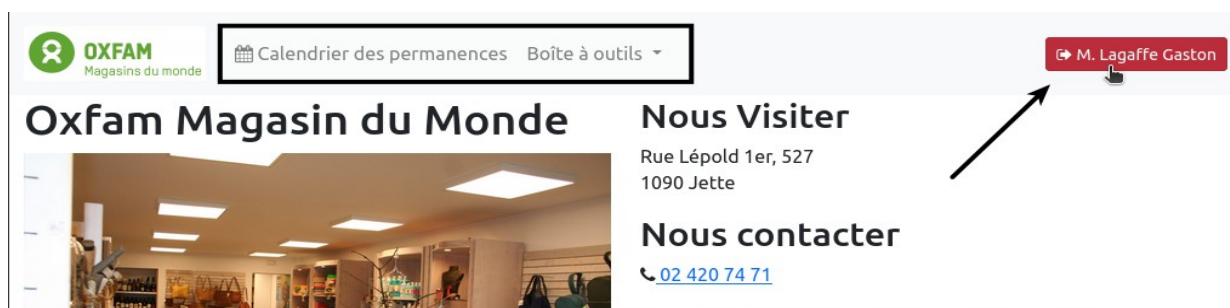 OXFAM
Magasins du monde
Calendrier des permanences
Boîte à outils
M. Lagaffe Gaston
Oxfam Magasin du Monde
Nous Visiter
Rue Lépold 1er, 527
1090 Jette
Nous contacter
02 420 74 71